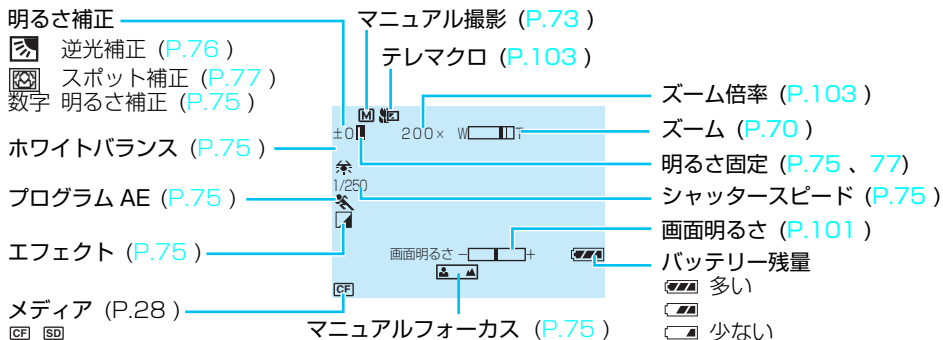 明るさ補正
逆光補正 (P.76 )
スポット補正 (P.77 )
数字 明るさ補正 (P.75 )
ホワイトバランス (P.75 )
プログラム AE (P.75 )
エフェクト (P.75 )
メディア (P.28 )
CF SD
マニュアル撮影 (P.73 )
テレマクロ (P.103 )
M
±0 200× W T
1/250
画面明るさ − +
CF
マニュアルフォーカス (P.75 )
ズーム倍率 (P.103 )
ズーム (P.70 )
明るさ固定 (P.75 、77)
シャッタースピード (P.75 )
画面明るさ (P.101 )
バッテリー残量
多い
少ない